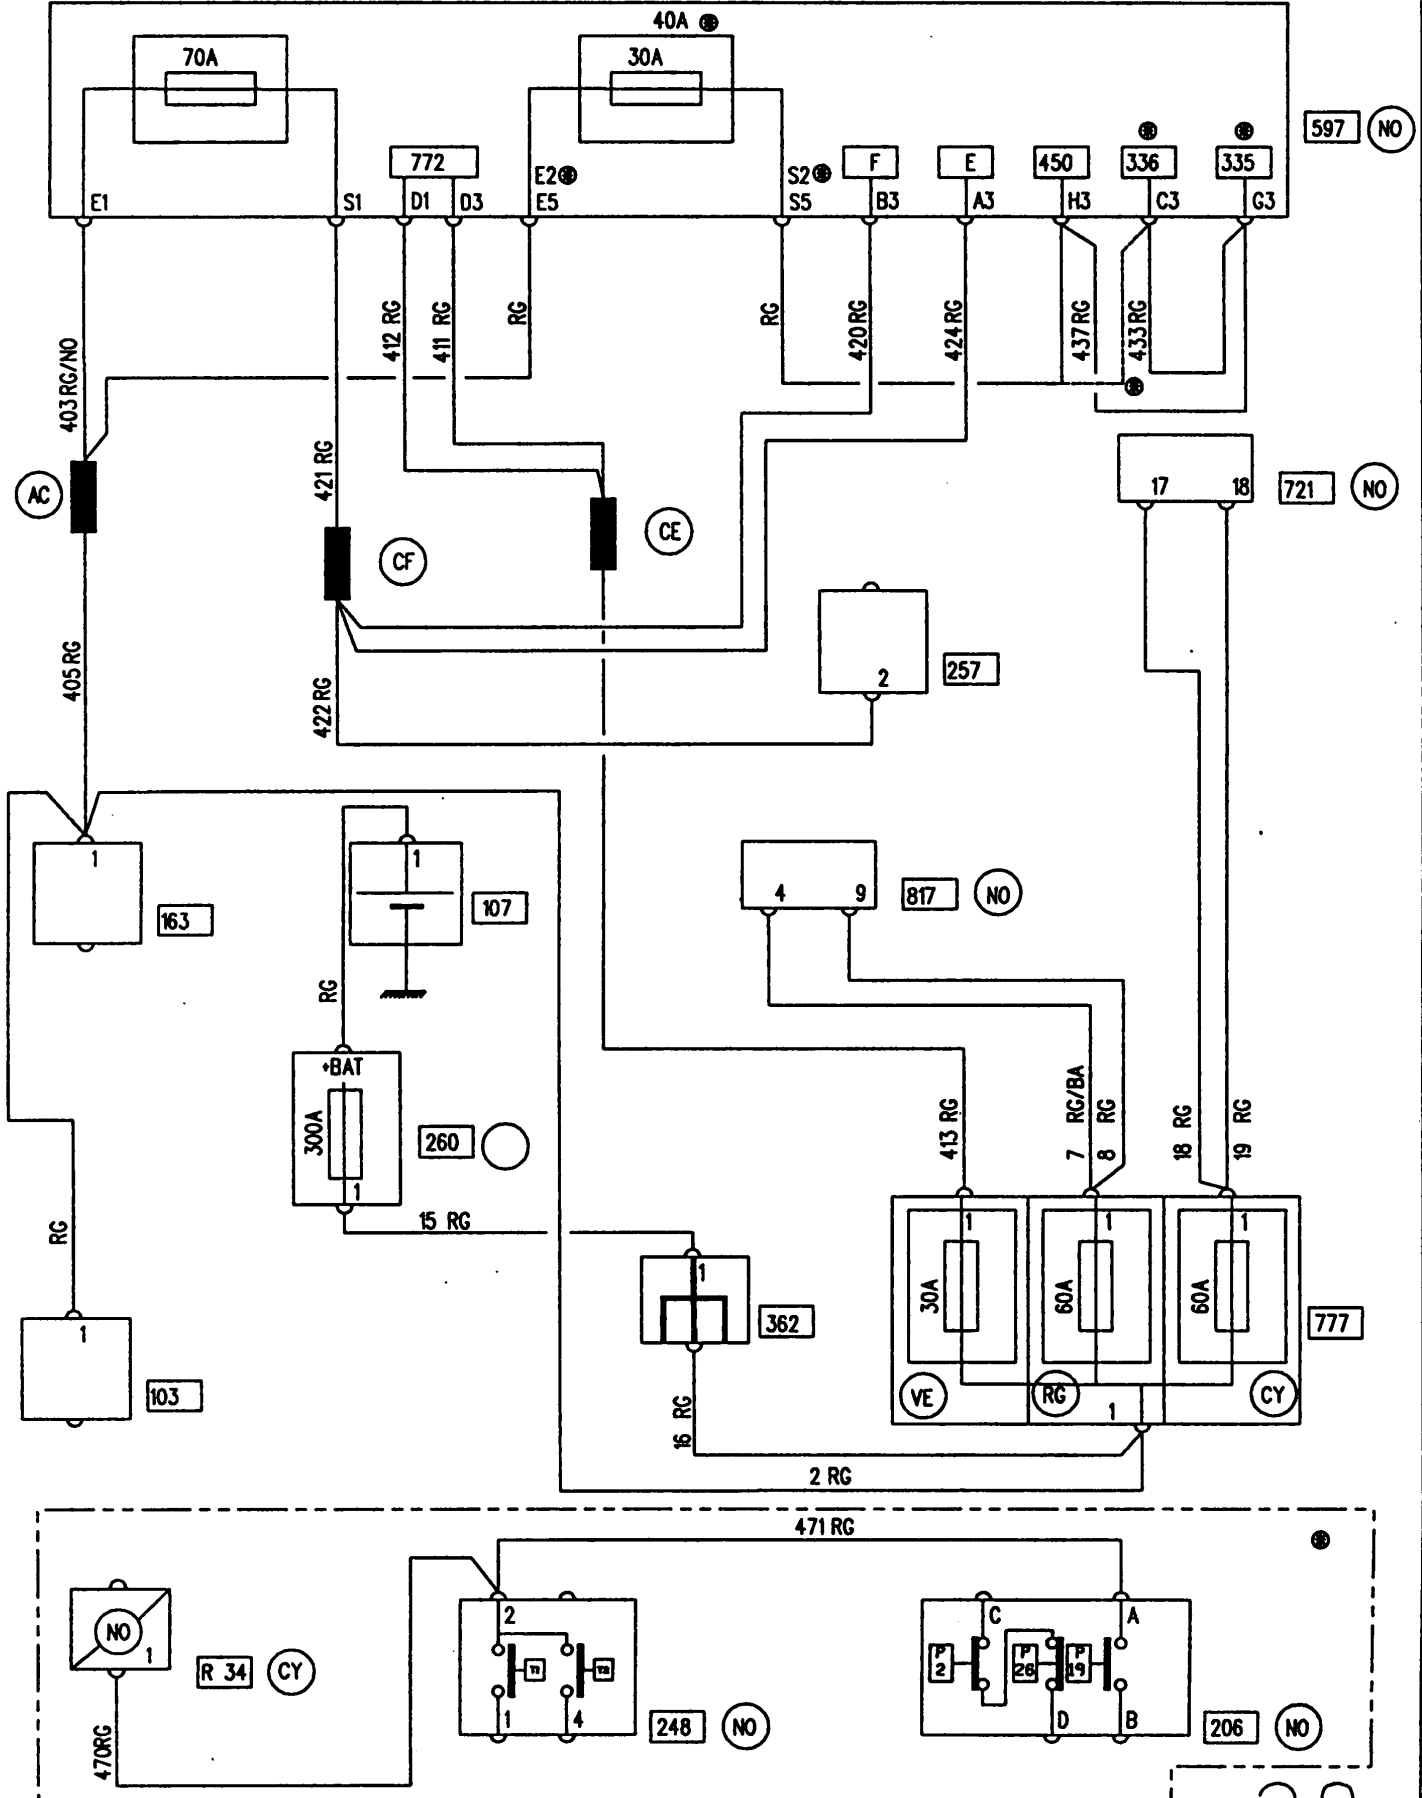 40A
70A
30A
597
NO
772
F
E
450
336
335
E2
S2
E1
S1
D1
D3
E5
S5
B3
A3
H3
C3
G3
403 RG/NO
421 RG
412 RG
411 RG
RG
RG
420 RG
424 RG
437 RG
433 RG
AC
CF
CE
17
18
721
NO
405 RG
422 RG
2
257
1
163
1
107
4
9
817
NO
RG
+BAT
300A
1
260
15 RG
413 RG
7 RG/BA
8 RG
18 RG
19 RG
RG
1
103
1
362
16 RG
1
1
1
30A
60A
60A
777
VE
RG
CY
1
2 RG
471 RG
NO
1
R 34
CY
470RG
2
T1
T2
1
4
248
NO
C
A
P
2
P
26
P
19
D
B
206
NO